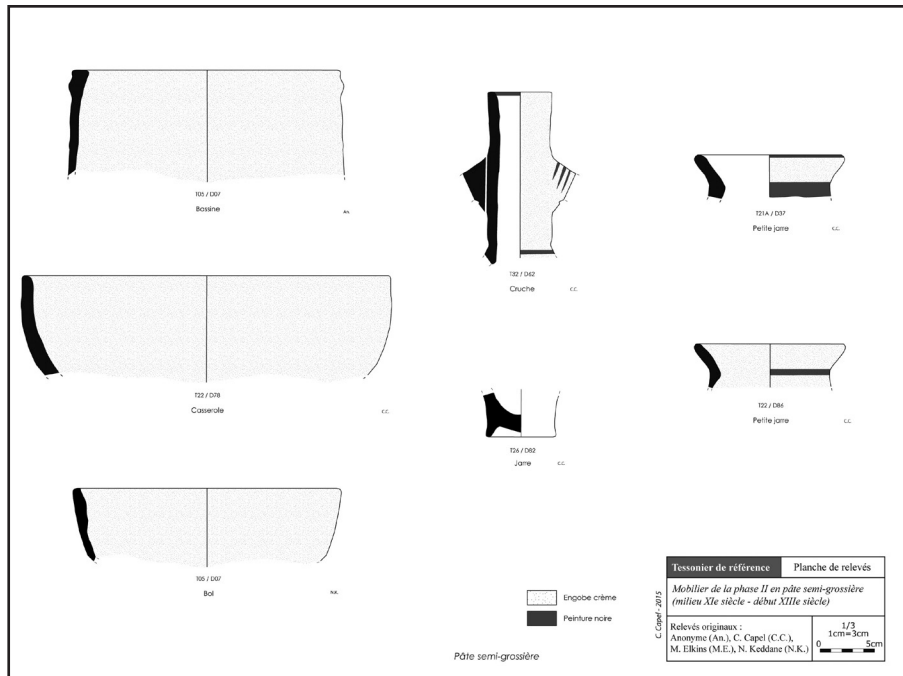 T05 / D07
Bassine
An.
T32 / D62
Cruche
C.C.
T21A / D37
Petite jarre
C.C.
T22 / D78
Casserole
C.C.
T26 / D82
Jarre
C.C.
T22 / D86
Petite jarre
C.C.
T05 / D07
Bol
N.K.
Engobe crème
Peinture noire
Pâte semi-grossière
C. Capel - 2015
Tessonier de référence
Planche de relevés
Mobilier de la phase II en pâte semi-grossière
(milieu XIe siècle - début XIIIe siècle)
Relevés originaux :
Anonyme (An.), C. Capel (C.C.),
M. Elkins (M.E.), N. Keddane (N.K.)
1/3
1cm=3cm
0 5cm